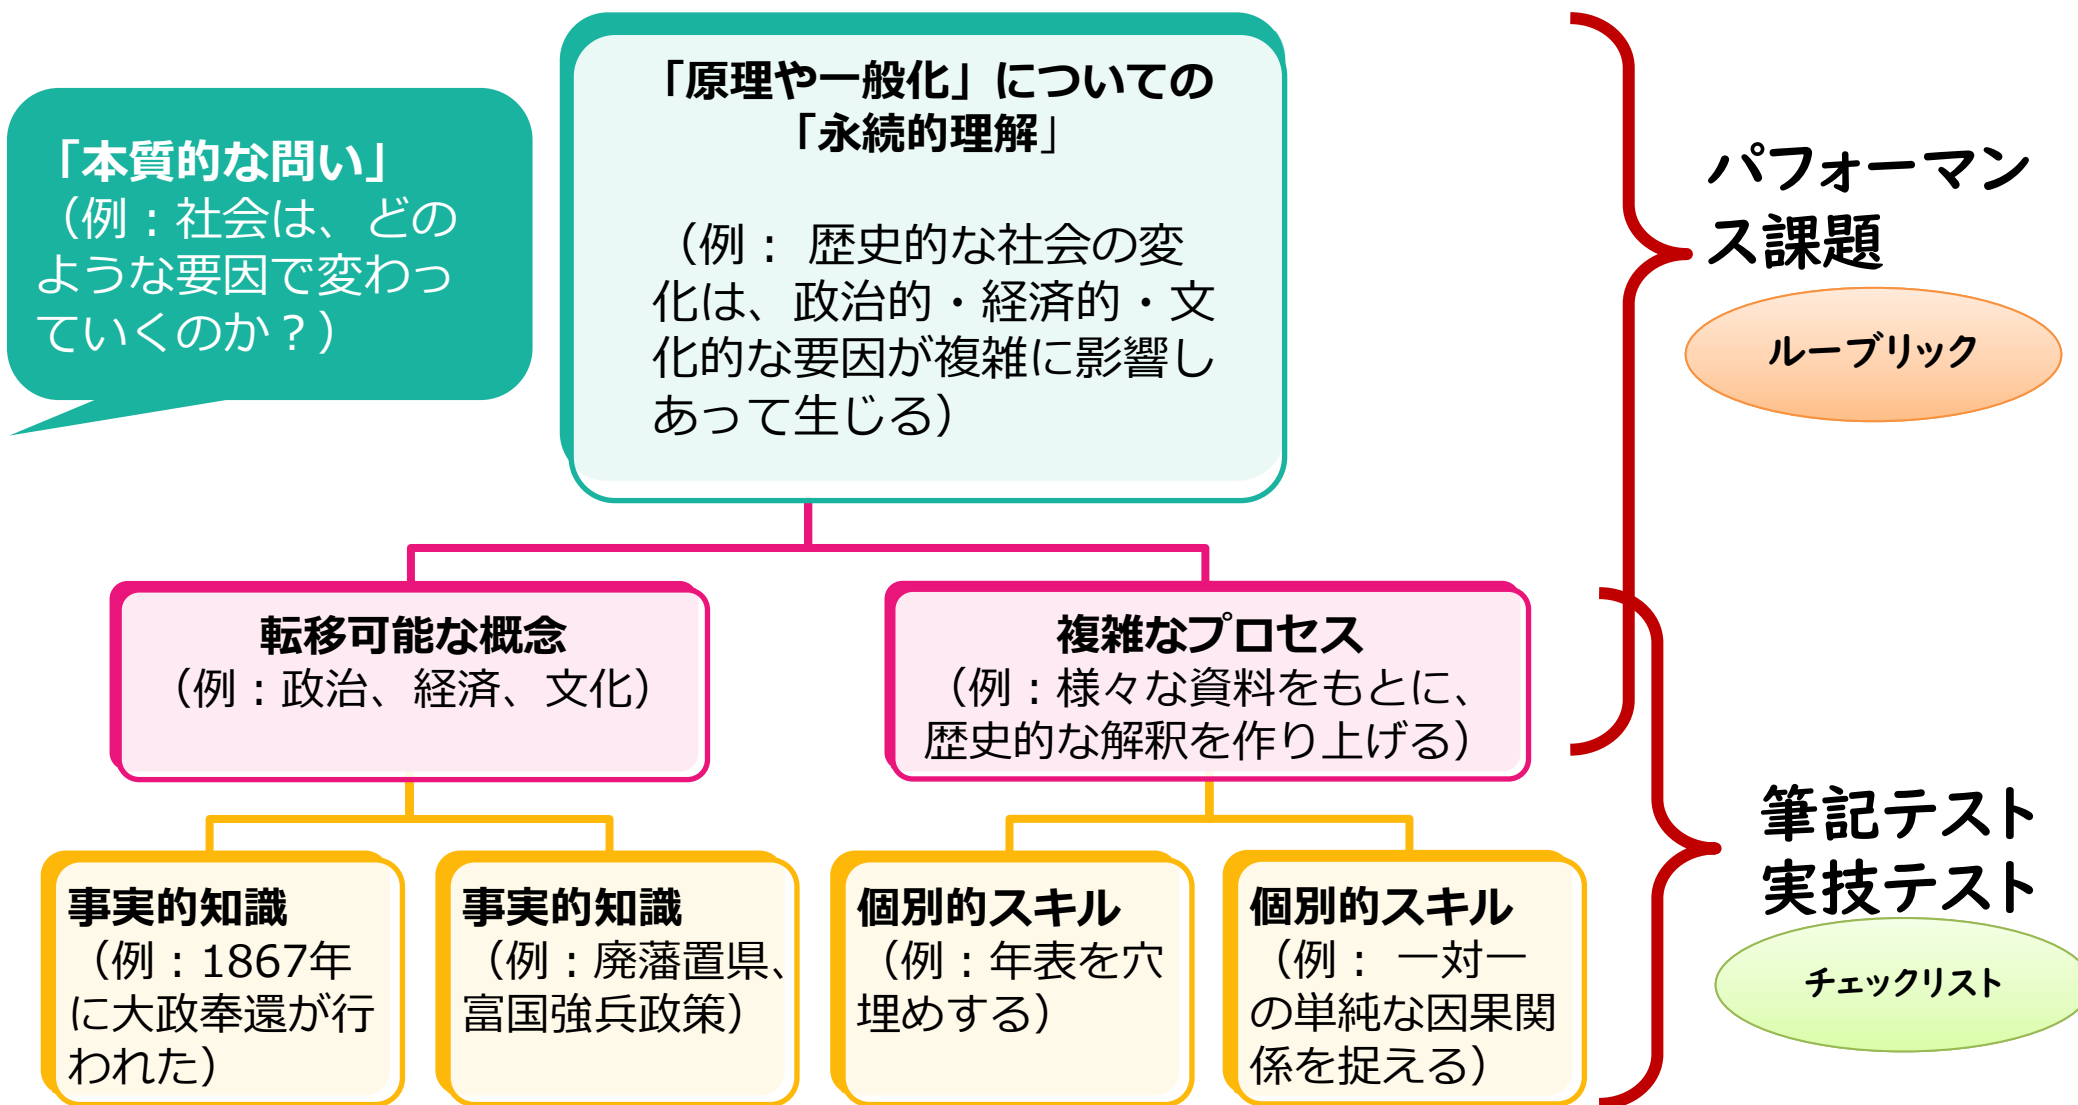 「本質的な問い」
（例：社会は、どの
ような要因で変わっ
ていくのか？）
「原理や一般化」についての
「永続的理解」
（例： 歴史的な社会の変
化は、政治的・経済的・文
化的な要因が複雑に影響し
あって生じる）
パフォーマン
ス課題
ルーブリック
転移可能な概念
（例：政治、経済、文化）
複雑なプロセス
（例：様々な資料をもとに、
歴史的な解釈を作り上げる）
事実的知識
（例：1867年
に大政奉還が行
われた）
事実的知識
（例：廃藩置県、
富国強兵政策）
個別的スキル
（例：年表を穴
埋めする）
個別的スキル
（例： 一対一
の単純な因果関
係を捉える）
筆記テスト
実技テスト
チェックリスト